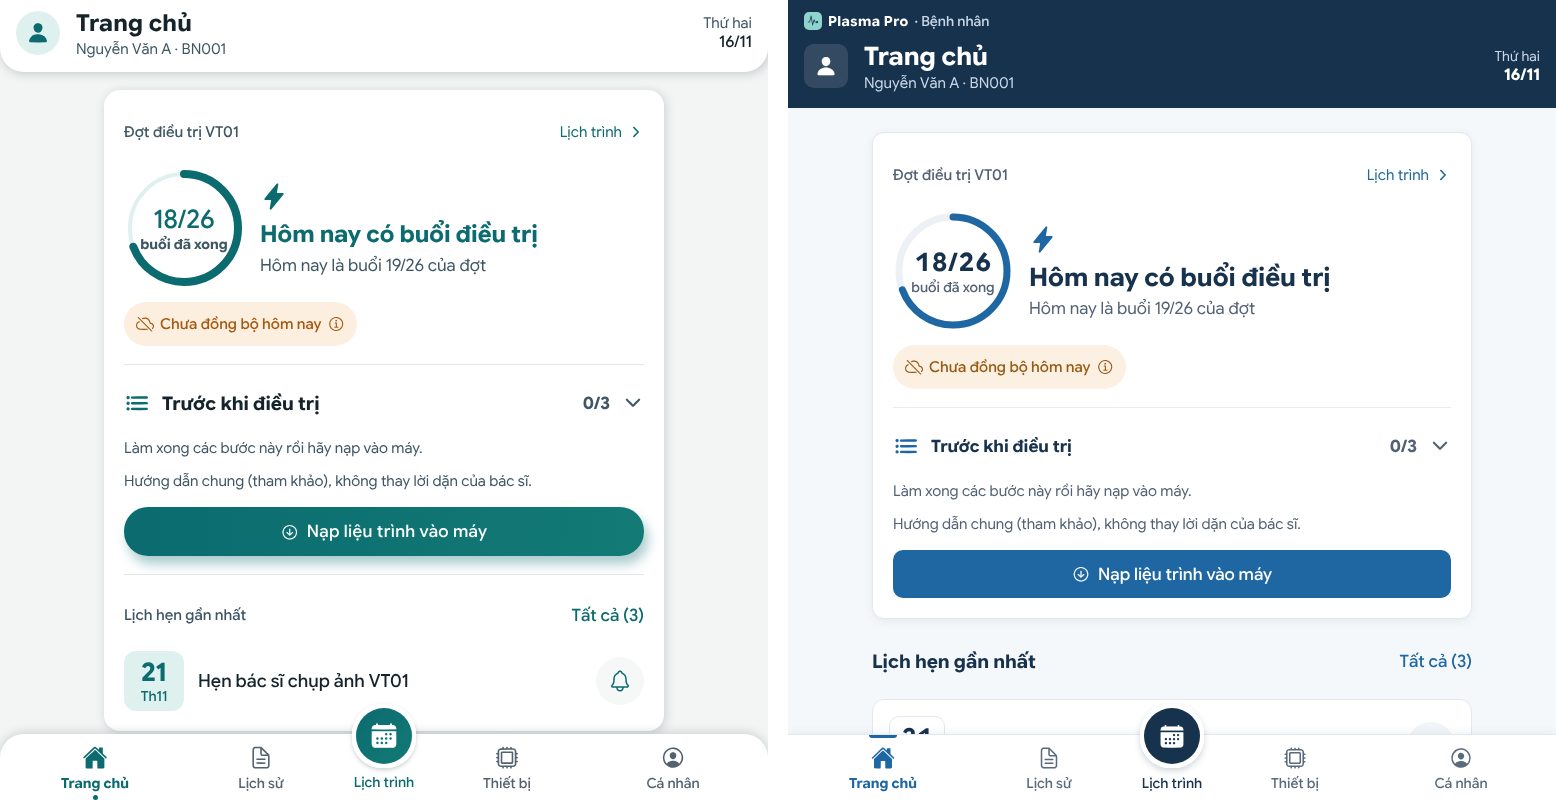 Trang chủ
Nguyễn Văn A · BN001
Thứ hai
16/11
Đợt điều trị VT01
Lịch trình
18/26
buổi đã xong
Hôm nay có buổi điều trị
Hôm nay là buổi 19/26 của đợt
Chưa đồng bộ hôm nay
Trước khi điều trị
0/3
Làm xong các bước này rồi hãy nạp vào máy.
Hướng dẫn chung (tham khảo), không thay lời dặn của bác sĩ.
Nạp liệu trình vào máy
Lịch hẹn gần nhất
Tất cả (3)
21
Th11
Hẹn bác sĩ chụp ảnh VT01
Trang chủ
Lịch sử
Lịch trình
Thiết bị
Cá nhân
Plasma Pro · Bệnh nhân
Trang chủ
Nguyễn Văn A · BN001
Thứ hai
16/11
Đợt điều trị VT01
Lịch trình
18/26
buổi đã xong
Hôm nay có buổi điều trị
Hôm nay là buổi 19/26 của đợt
Chưa đồng bộ hôm nay
Trước khi điều trị
0/3
Làm xong các bước này rồi hãy nạp vào máy.
Hướng dẫn chung (tham khảo), không thay lời dặn của bác sĩ.
Nạp liệu trình vào máy
Lịch hẹn gần nhất
Tất cả (3)
Trang chủ
Lịch sử
Lịch trình
Thiết bị
Cá nhân